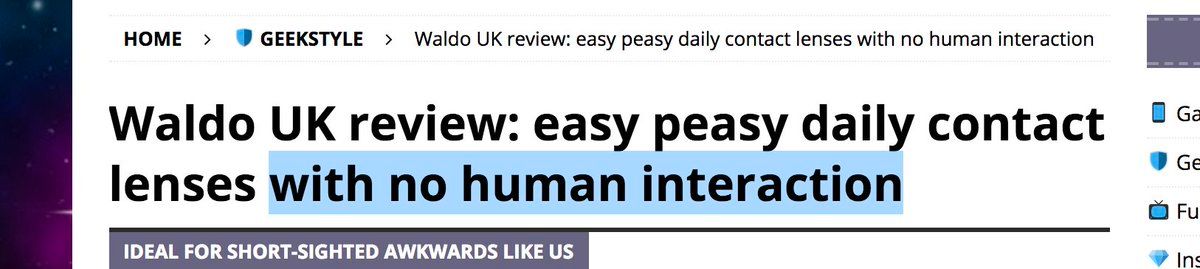 HOME > GEEKSTYLE > Waldo UK review: easy peasy daily contact lenses with no human interaction
Waldo UK review: easy peasy daily contact
lenses with no human interaction
IDEAL FOR SHORT-SIGHTED AWKWARDS LIKE US
Ga
Ge
Fu
Ins